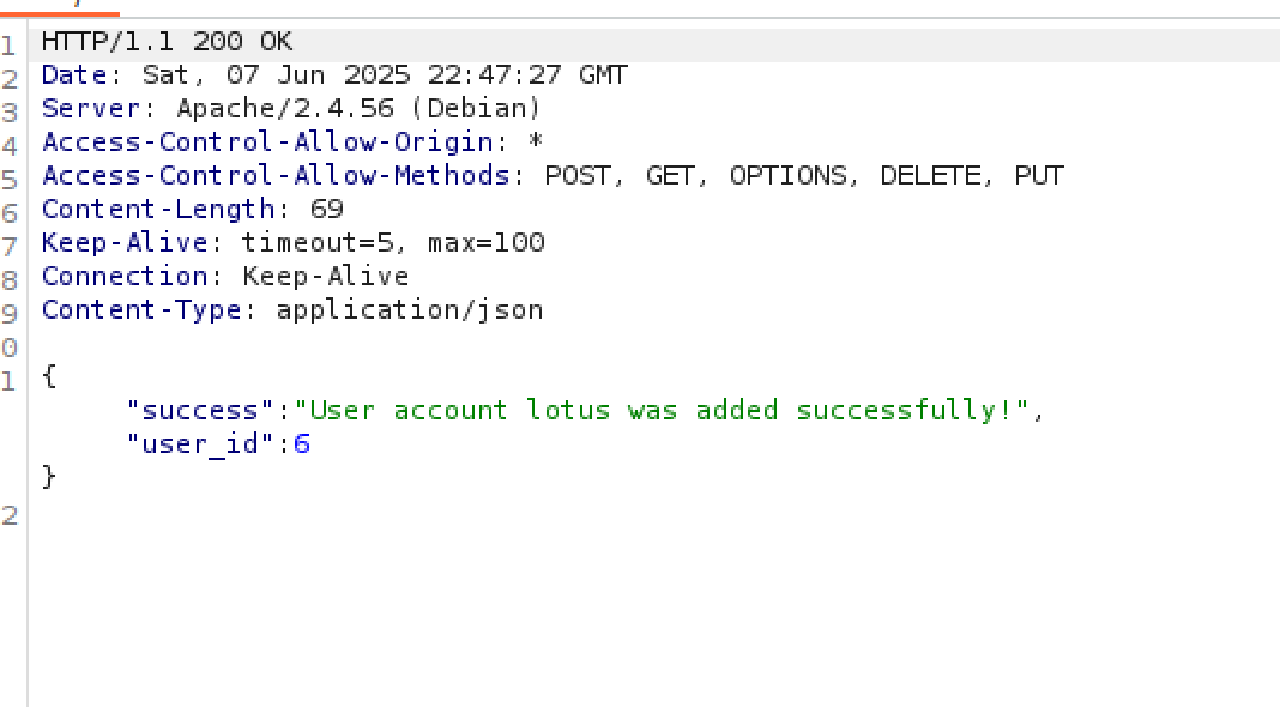 1 HTTP/1.1 200 OK
2 Date: Sat, 07 Jun 2025 22:47:27 GMT
3 Server: Apache/2.4.56 (Debian)
4 Access-Control-Allow-Origin: *
5 Access-Control-Allow-Methods: POST, GET, OPTIONS, DELETE, PUT
6 Content-Length: 69
7 Keep-Alive: timeout=5, max=100
8 Connection: Keep-Alive
9 Content-Type: application/json
0
1 {
"success":"User account lotus was added successfully!",
"user_id":6
}
2